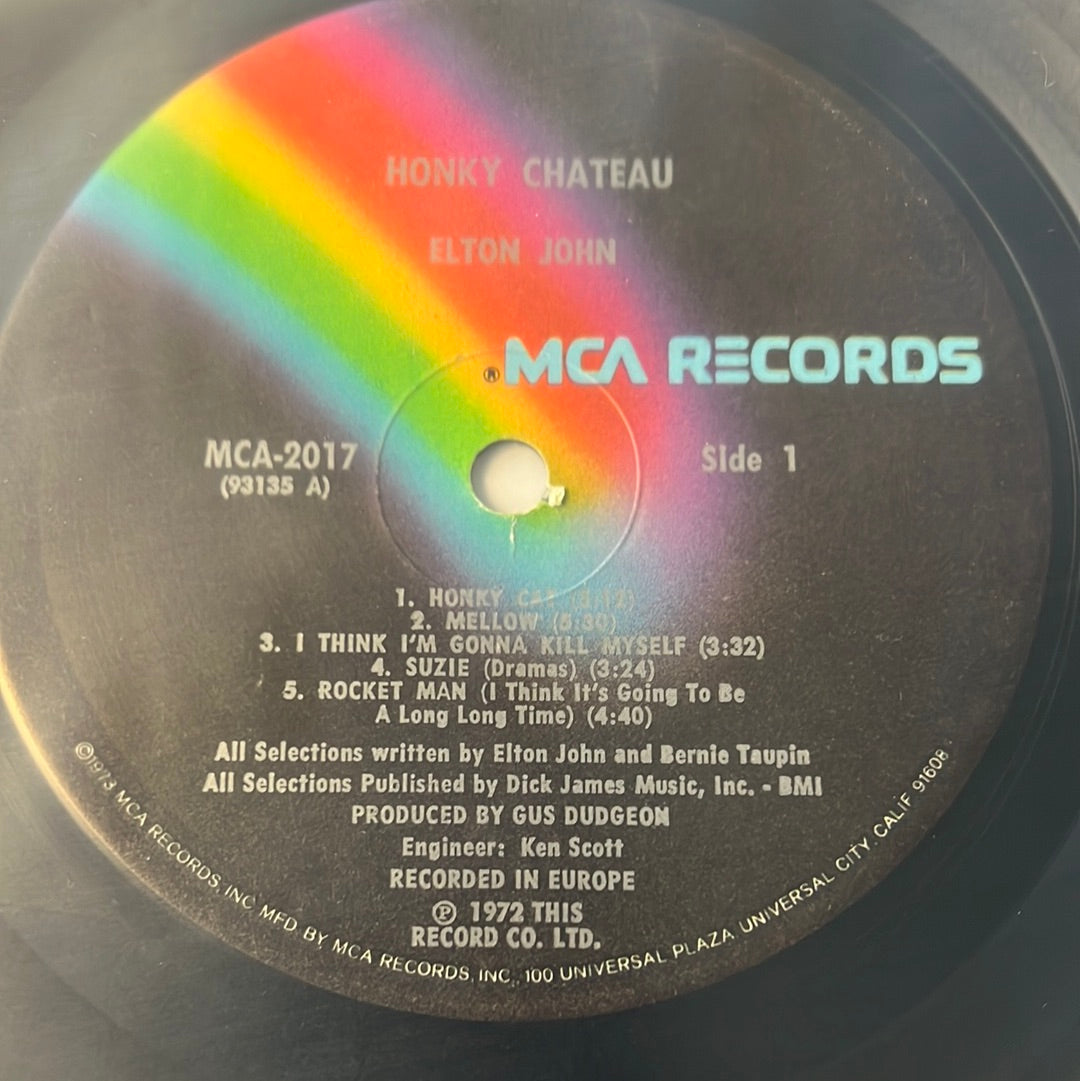 HONKY CHATEAU
ELTON JOHN
® MCA RECORDS
MCA-2017
(93135 A)
Side 1
1. HONKY CAT (5:12)
2. MELLOW (5:30)
3. I THINK I'M GONNA KILL MYSELF (3:32)
4. SUZIE (Dramas) (3:24)
5. ROCKET MAN (I Think It's Going To Be
A Long Long Time) (4:40)
All Selections written by Elton John and Bernie Taupin
All Selections Published by Dick James Music, Inc. - BMI
PRODUCED BY GUS DUDGEON
Engineer: Ken Scott
RECORDED IN EUROPE
℗ 1972 THIS
RECORD CO. LTD.
©1973 MCA RECORDS, INC. MFD BY MCA RECORDS, INC., 100 UNIVERSAL PLAZA, UNIVERSAL CITY, CALIF. 91608